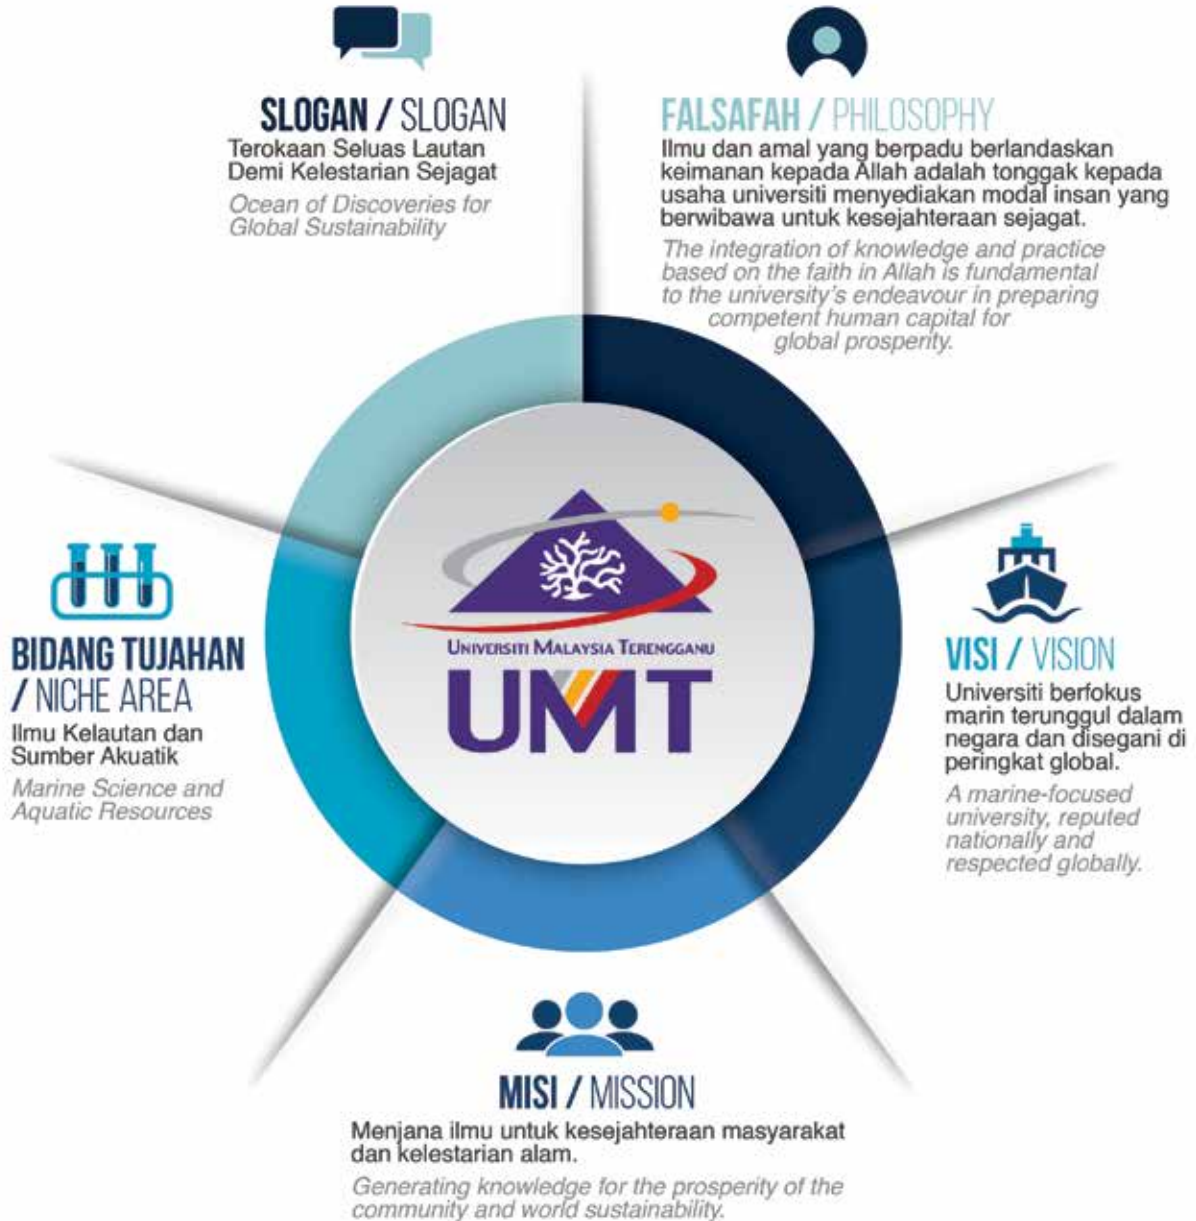 SLOGAN / SLOGAN
Terokaan Seluas Lautan
Demi Kelestarian Sejagat
Ocean of Discoveries for
Global Sustainability
FALSAFAH / PHILOSOPHY
Ilmu dan amal yang berpadu berlandaskan
keimanan kepada Allah adalah tonggak kepada
usaha universiti menyediakan modal insan yang
berwibawa untuk kesejahteraan sejagat.
The integration of knowledge and practice
based on the faith in Allah is fundamental
to the university's endeavour in preparing
competent human capital for
global prosperity.
UNIVERSITI MALAYSIA TERENGGANU
UMT
BIDANG TUJAHAN
/ NICHE AREA
Ilmu Kelautan dan
Sumber Akuatik
Marine Science and
Aquatic Resources
VISI / VISION
Universiti berfokus
marin terunggul dalam
negara dan disegani di
peringkat global.
A marine-focused
university, reputed
nationally and
respected globally.
MISI / MISSION
Menjana ilmu untuk kesejahteraan masyarakat
dan kelestarian alam.
Generating knowledge for the prosperity of the
community and world sustainability.